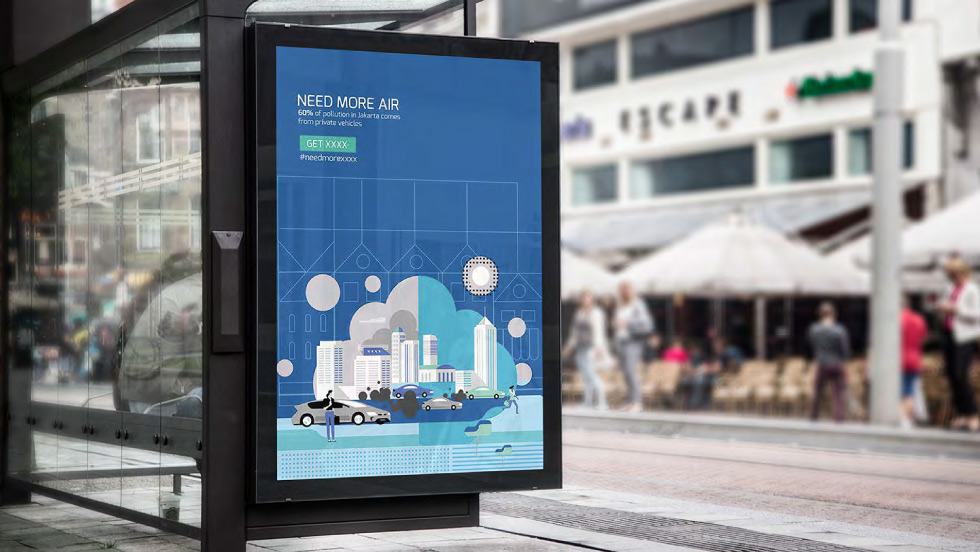 NEED MORE AIR
60% of pollution in Jakarta comes
from private vehicles
GET XXXX
#needmorexxxx
ESCAPE